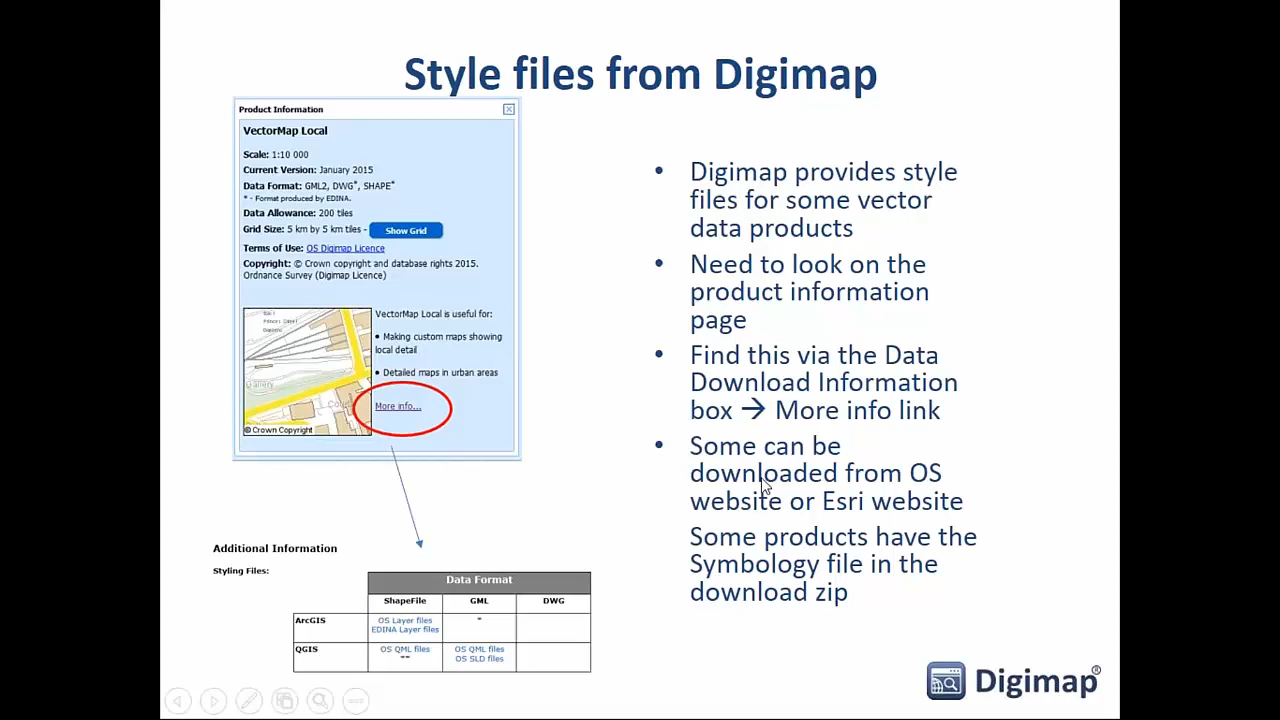 Style files from Digimap
Product Information
VectorMap Local
Scale: 1:10 000
Current Version: January 2015
Data Format: GML2, DWG*, SHAPE*
* - Format produced by EDINA.
Data Allowance: 200 tiles
Grid Size: 5 km by 5 km tiles - Show Grid
Terms of Use: OS Digimap Licence
Copyright: © Crown copyright and database rights 2015.
Ordnance Survey (Digimap Licence)
VectorMap Local is useful for:
• Making custom maps showing
local detail
• Detailed maps in urban areas
More info...
© Crown Copyright
• Digimap provides style
files for some vector
data products
• Need to look on the
product information
page
• Find this via the Data
Download Information
box → More info link
• Some can be
downloaded from OS
website or Esri website
Some products have the
Symbology file in the
download zip
Additional Information
Styling Files:
Data Format
ShapeFile GML DWG
ArcGIS OS Layer files *
EDINA Layer files
QGIS OS QML files OS QML files
** OS SLD files
Digimap®